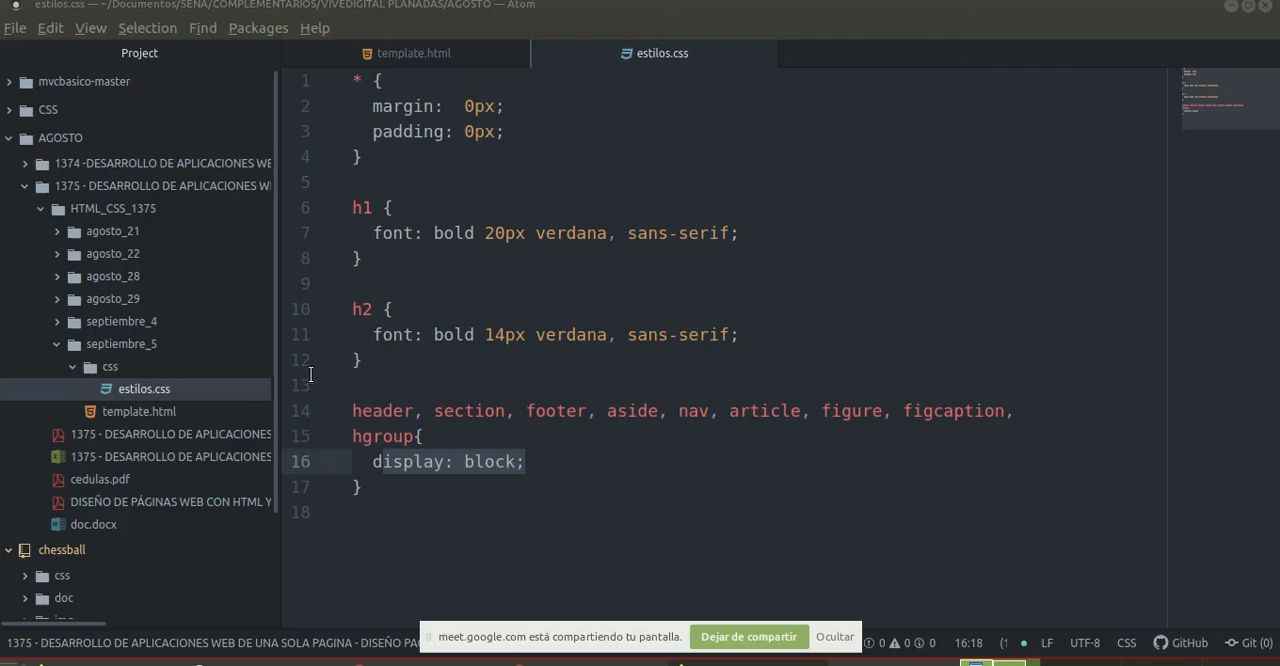 estilos.css — ~/Documentos/SENA/COMPLEMENTARIOS/VIVEDIGITAL PLANADAS/AGOSTO — Atom
File Edit View Selection Find Packages Help
Project
template.html
estilos.css
mvcbasico-master
CSS
AGOSTO
1374 -DESARROLLO DE APLICACIONES WE
1375 - DESARROLLO DE APLICACIONES W
HTML_CSS_1375
agosto_21
agosto_22
agosto_28
agosto_29
septiembre_4
septiembre_5
css
estilos.css
template.html
1375 - DESARROLLO DE APLICACIONES
1375 - DESARROLLO DE APLICACIONES
cedulas.pdf
DISEÑO DE PÁGINAS WEB CON HTML Y
doc.docx
chessball
css
doc
1 * {
2 margin: 0px;
3 padding: 0px;
4 }
5
6 h1 {
7 font: bold 20px verdana, sans-serif;
8 }
9
10 h2 {
11 font: bold 14px verdana, sans-serif;
12 }
13
14 header, section, footer, aside, nav, article, figure, figcaption,
15 hgroup{
16 display: block;
17 }
18
meet.google.com está compartiendo tu pantalla. Dejar de compartir Ocultar
1375 - DESARROLLO DE APLICACIONES WEB DE UNA SOLA PAGINA - DISEÑO PA
0 0 0 16:18 (1 LF UTF-8 CSS GitHub Git (0)